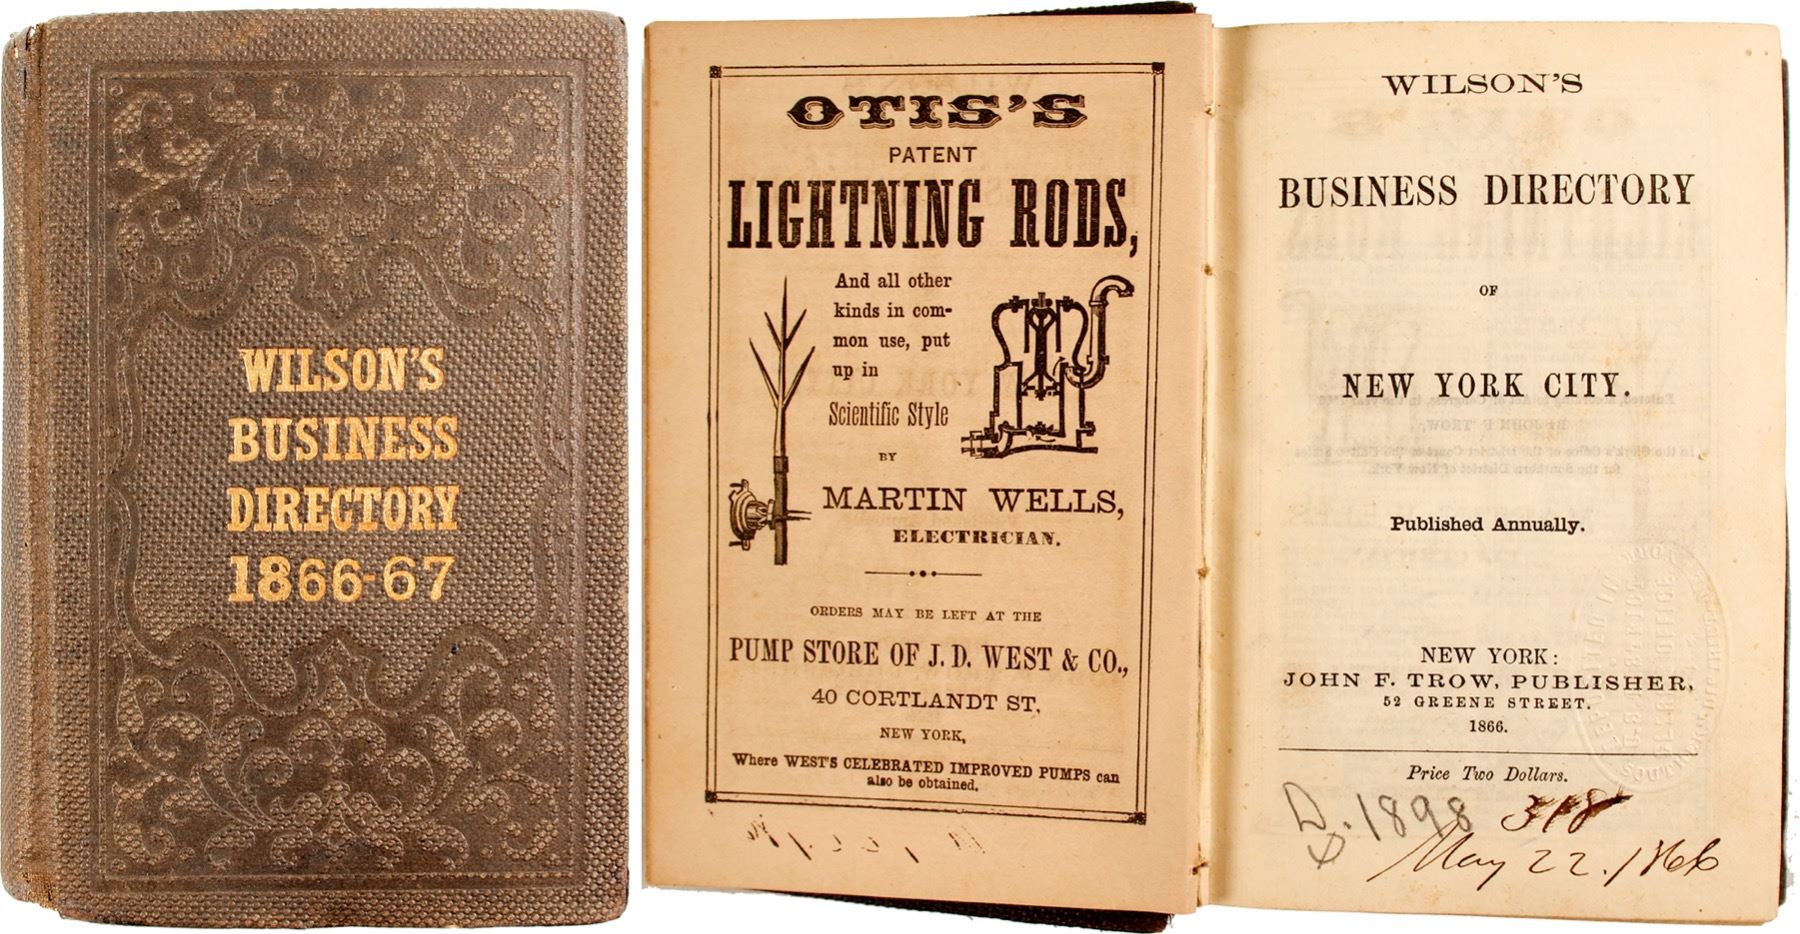 WILSON'S
BUSINESS
DIRECTORY
1866-67
OTIS'S
PATENT
LIGHTNING RODS,
And all other
kinds in com-
mon use, put
up in
Scientific Style
BY
MARTIN WELLS,
ELECTRICIAN.
ORDERS MAY BE LEFT AT THE
PUMP STORE OF J. D. WEST & CO.,
40 CORTLANDT ST.
NEW YORK,
Where WEST'S CELEBRATED IMPROVED PUMPS can
also be obtained.
WILSON'S
BUSINESS DIRECTORY
OF
NEW YORK CITY.
Published Annually.
NEW YORK:
JOHN F. TROW, PUBLISHER,
52 GREENE STREET.
1866.
Price Two Dollars.
1898 318
May 22. 1866